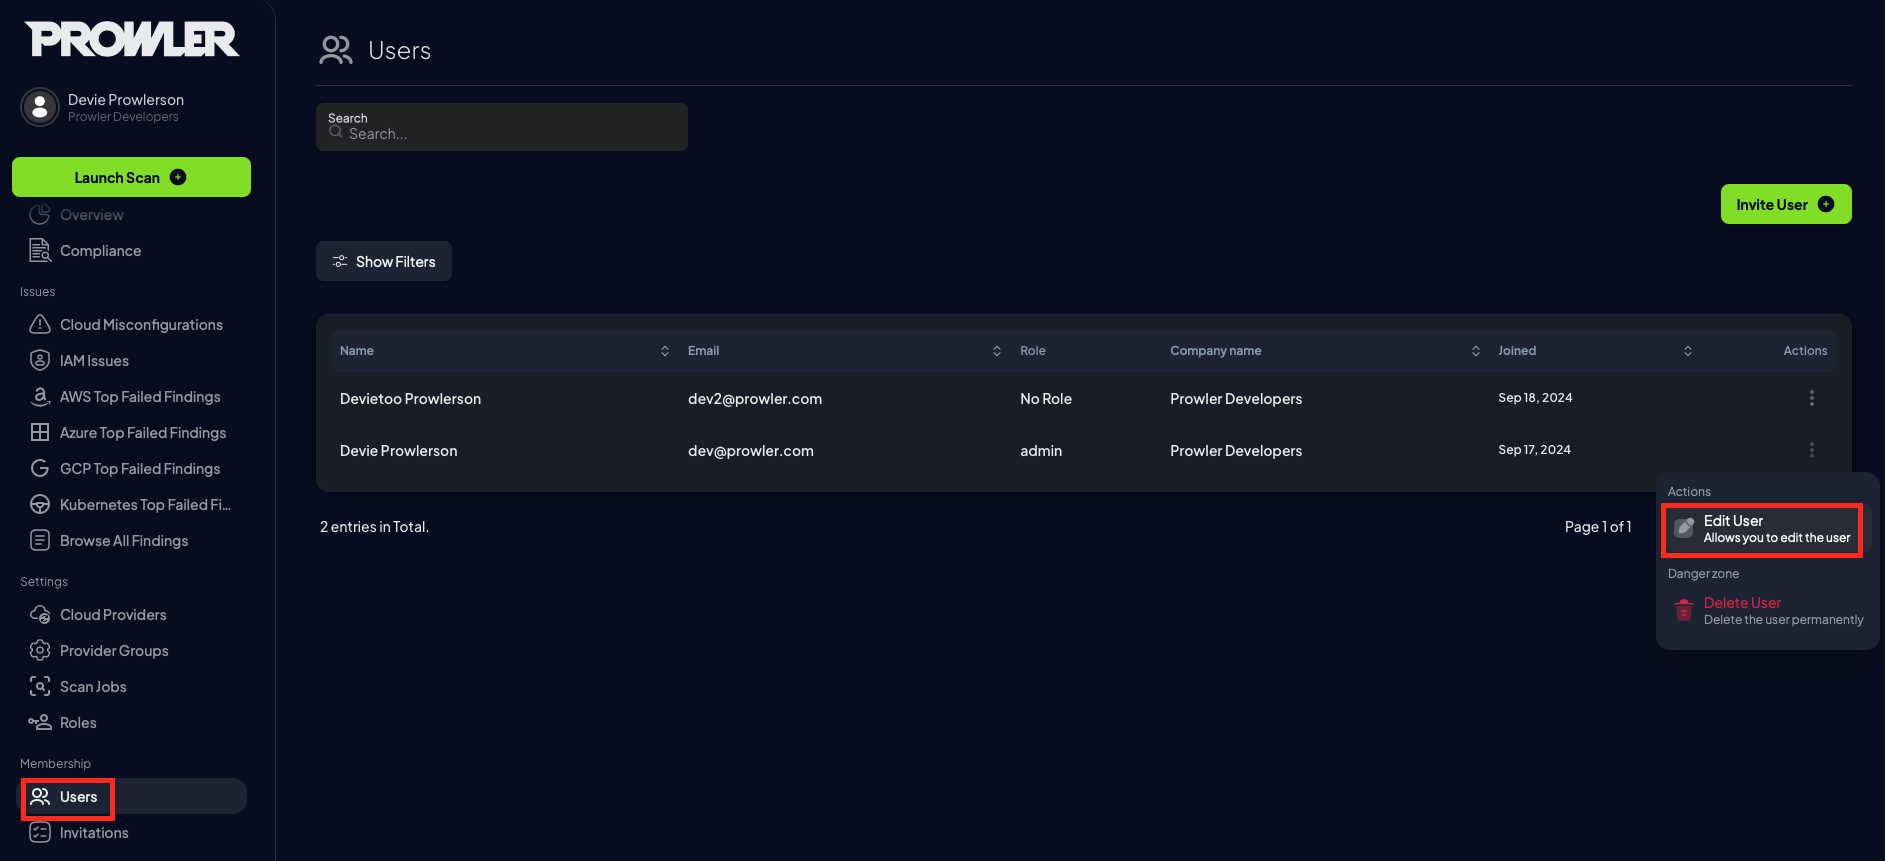 PROWLER
Devie Prowlerson
Prowler Developers
Launch Scan
Overview
Compliance
Issues
Cloud Misconfigurations
IAM Issues
AWS Top Failed Findings
Azure Top Failed Findings
GCP Top Failed Findings
Kubernetes Top Failed Fi...
Browse All Findings
Settings
Cloud Providers
Provider Groups
Scan Jobs
Roles
Membership
Users
Invitations
Users
Search
Search...
Invite User
Show Filters
Name Email Role Company name Joined Actions
Devietoo Prowlerson dev2@prowler.com No Role Prowler Developers Sep 18, 2024
Devie Prowlerson dev@prowler.com admin Prowler Developers Sep 17, 2024
2 entries in Total. Page 1 of 1
Actions
Edit User
Allows you to edit the user
Danger zone
Delete User
Delete the user permanently